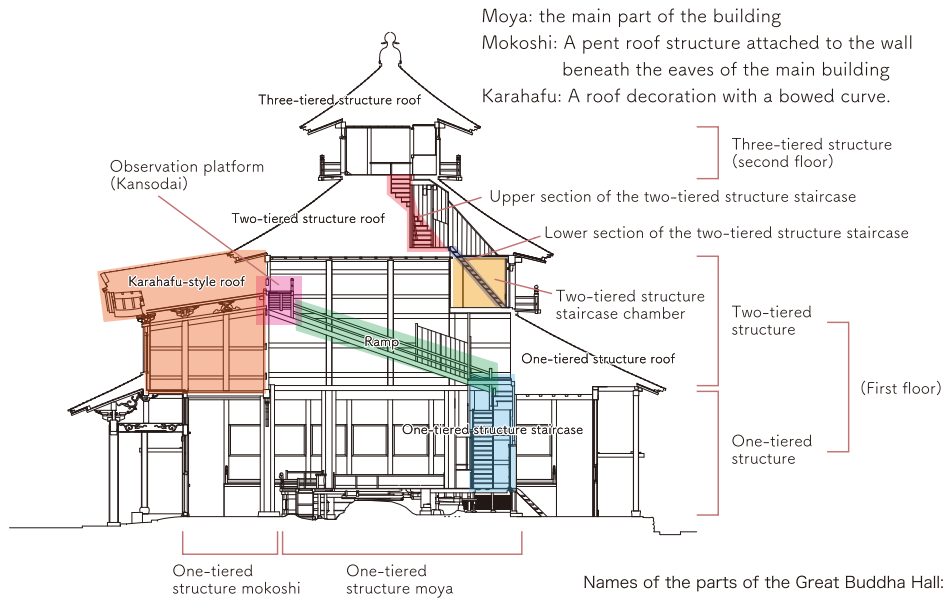 Moya: the main part of the building
Mokoshi: A pent roof structure attached to the wall
beneath the eaves of the main building
Karahafu: A roof decoration with a bowed curve.
Three-tiered structure roof
Three-tiered structure
(second floor)
Observation platform
(Kansodai)
Upper section of the two-tiered structure staircase
Two-tiered structure roof
Lower section of the two-tiered structure staircase
Karahafu-style roof
Two-tiered structure
staircase chamber
Two-tiered
structure
Ramp
One-tiered structure roof
(First floor)
One-tiered structure staircase
One-tiered
structure
One-tiered
structure mokoshi
One-tiered
structure moya
Names of the parts of the Great Buddha Hall: